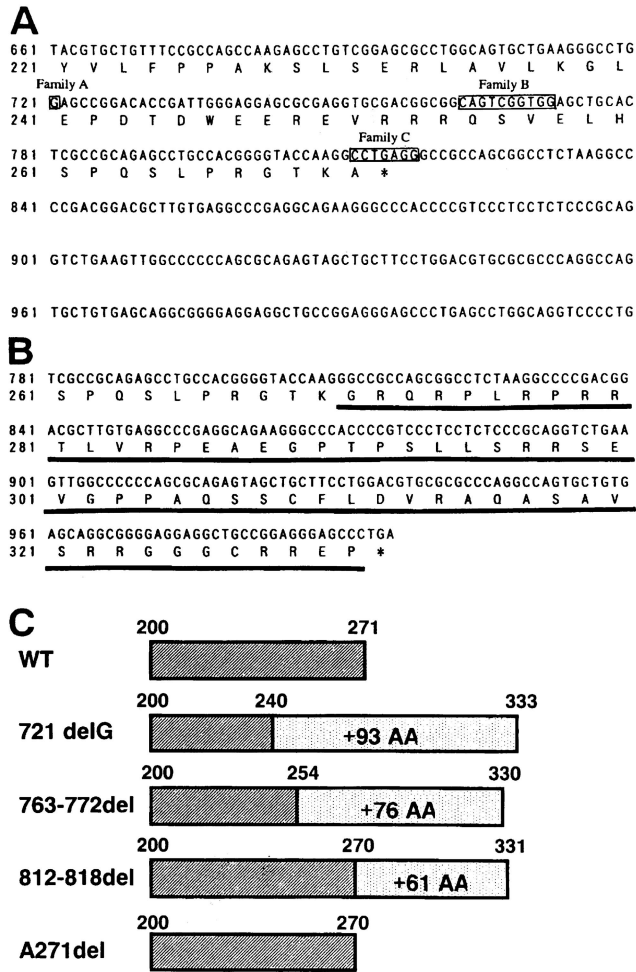 A
661 TACGTGCTGTTTCCGCCAGCCAAGAGCCTGTCGGAGCGCCTGGCAGTGCTGAAGGGCCTG
221 Y V L F P P A K S L S E R L A V L K G L
Family A Family B
721 GAGCCGGACACCGATTGGGAGGAGCGCGAGGTGCGACGGCGGCAGTCGGTGGAGCTGCAC
241 E P D T D W E E R E V R R R Q S V E L H
Family C
781 TCGCCGCAGAGCCTGCCACGGGGTACCAAGGCCTGAGGGCCGCCAGCGGCCTCTAAGGCC
261 S P Q S L P R G T K A *
841 CCGACGGACGCTTGTGAGGCCCGAGGCAGAAGGGCCCACCCCGTCCCTCCTCTCCCGCAG
901 GTCTGAAGTTGGCCCCCCAGCGCAGAGTAGCTGCTTCCTGGACGTGCGCGCCCAGGCCAG
961 TGCTGTGAGCAGGCGGGGAGGAGGCTGCCGGAGGGAGCCCTGAGCCTGGCAGGTCCCCTG
B
781 TCGCCGCAGAGCCTGCCACGGGGTACCAAGGGCCGCCAGCGGCCTCTAAGGCCCCGACGG
261 S P Q S L P R G T K G R Q R P L R P R R
841 ACGCTTGTGAGGCCCGAGGCAGAAGGGCCCACCCCGTCCCTCCTCTCCCGCAGGTCTGAA
281 T L V R P E A E G P T P S L L S R R S E
901 GTTGGCCCCCCAGCGCAGAGTAGCTGCTTCCTGGACGTGCGCGCCCAGGCCAGTGCTGTG
301 V G P P A Q S S C F L D V R A Q A S A V
961 AGCAGGCGGGGAGGAGGCTGCCGGAGGGAGCCCTGA
321 S R R G G G C R R E P *
C
200 271
WT
200 240 333
721 delG +93 AA
200 254 330
763-772del +76 AA
200 270 331
812-818del +61 AA
200 270
A271del